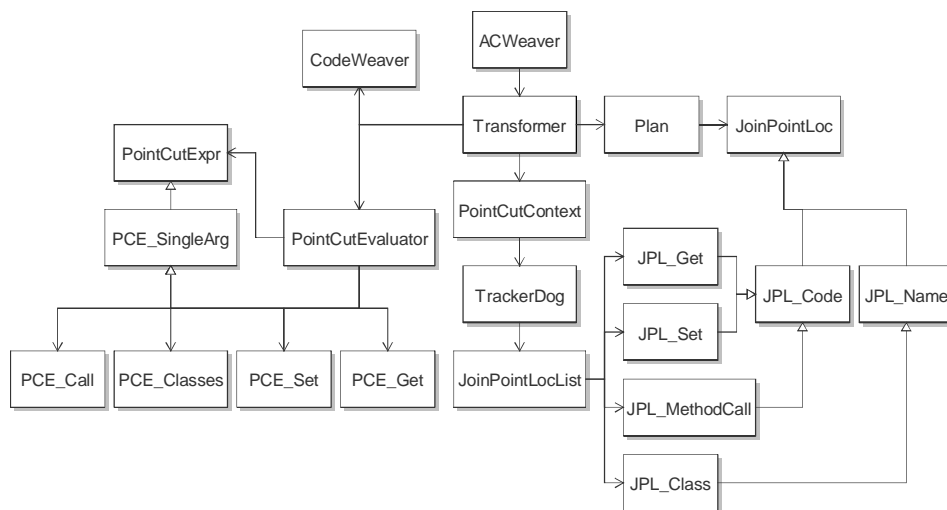 ACWeaver
CodeWeaver
Transformer
Plan
JoinPointLoc
PointCutExpr
PointCutContext
PCE_SingleArg
PointCutEvaluator
JPL_Get
TrackerDog
JPL_Code
JPL_Name
JPL_Set
PCE_Call
PCE_Classes
PCE_Set
PCE_Get
JoinPointLocList
JPL_MethodCall
JPL_Class